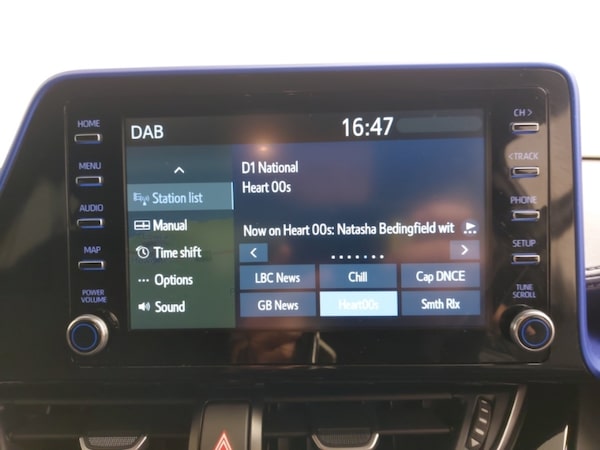 HOME
MENU
AUDIO
MAP
POWER
VOLUME
DAB
16:47
Station list
Manual
Time shift
Options
Sound
D1 National
Heart 00s
Now on Heart 00s: Natasha Bedingfield wit
LBC News
Chill
Cap DNCE
GB News
Heart00s
Smth Rlx
CH >
< TRACK
PHONE
SETUP
TUNE
SCROLL